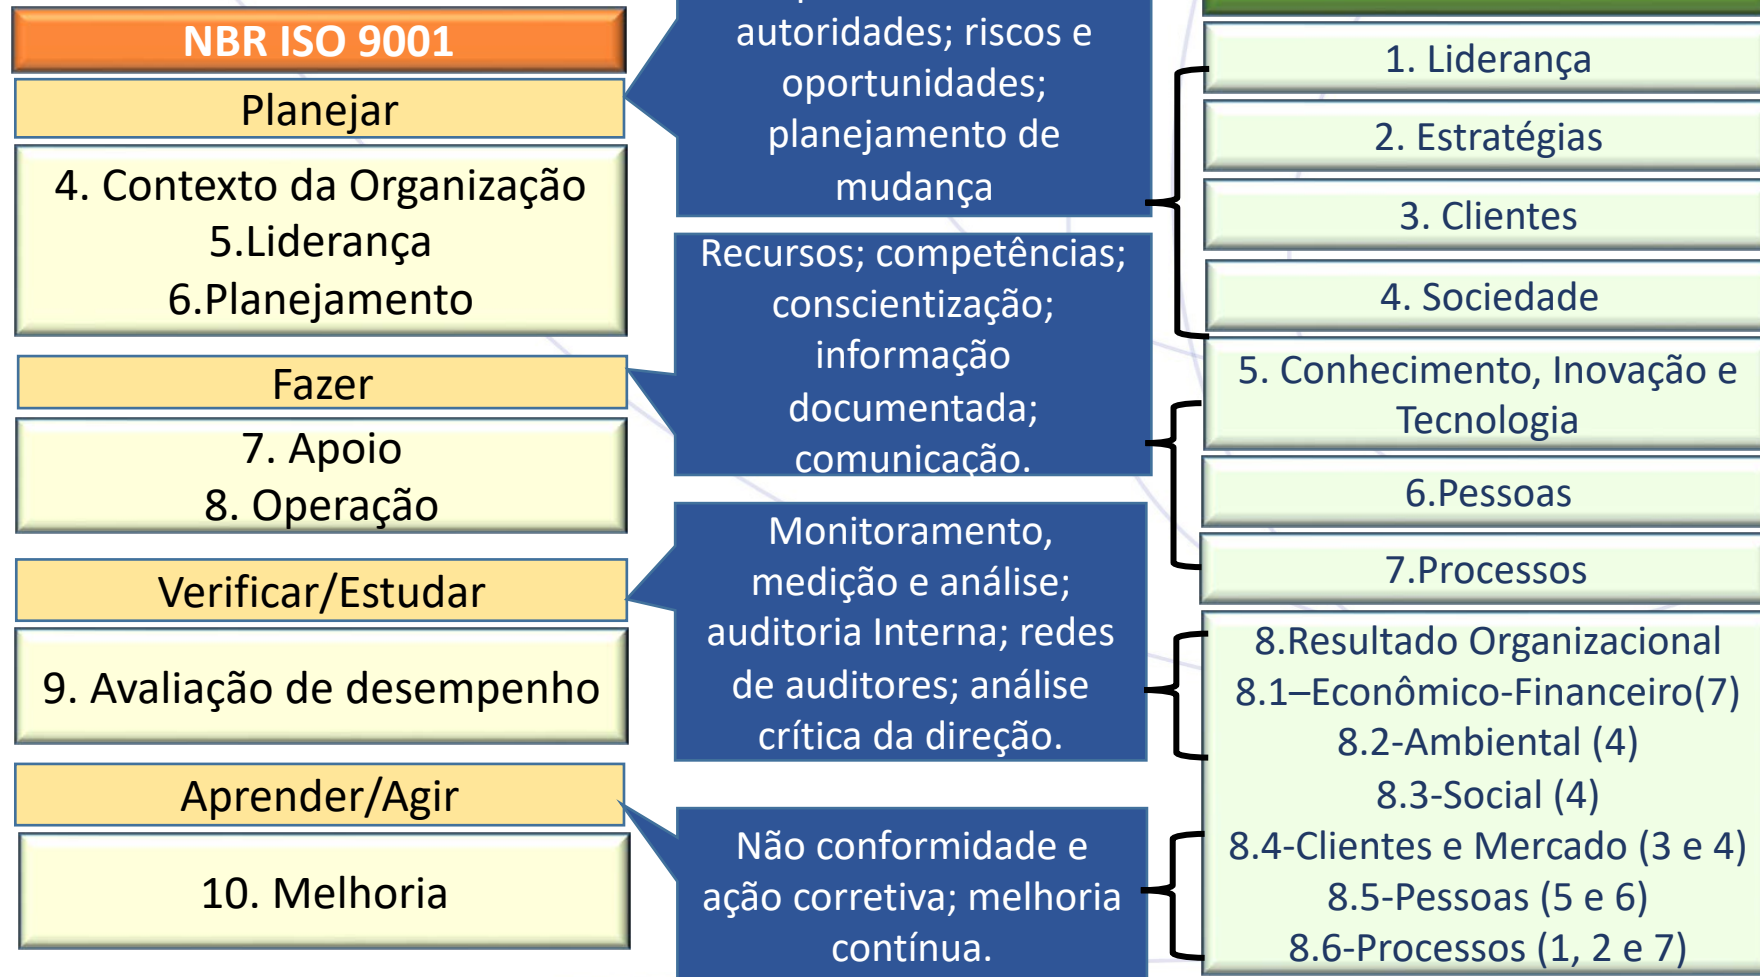 NBR ISO 9001
Planejar
4. Contexto da Organização
5.Liderança
6.Planejamento
Fazer
7. Apoio
8. Operação
Verificar/Estudar
9. Avaliação de desempenho
Aprender/Agir
10. Melhoria
autoridades; riscos e
oportunidades;
planejamento de
mudança
Recursos; competências;
conscientização;
informação
documentada;
comunicação.
Monitoramento,
medição e análise;
auditoria Interna; redes
de auditores; análise
crítica da direção.
Não conformidade e
ação corretiva; melhoria
contínua.
1. Liderança
2. Estratégias
3. Clientes
4. Sociedade
5. Conhecimento, Inovação e
Tecnologia
6.Pessoas
7.Processos
8.Resultado Organizacional
8.1–Econômico-Financeiro(7)
8.2-Ambiental (4)
8.3-Social (4)
8.4-Clientes e Mercado (3 e 4)
8.5-Pessoas (5 e 6)
8.6-Processos (1, 2 e 7)